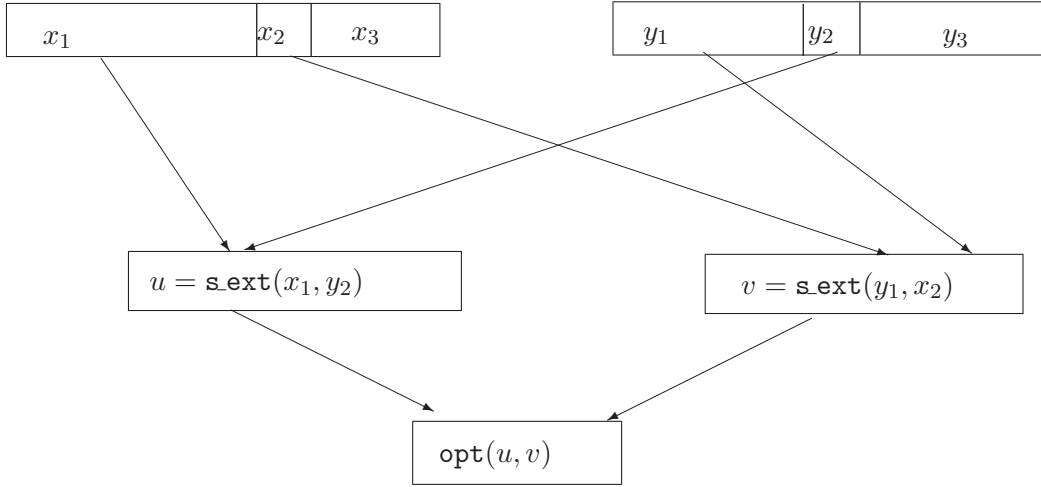 x₁ x₂ x₃ y₁ y₂ y₃
u = s_ext(x₁, y₂) v = s_ext(y₁, x₂)
opt(u, v)